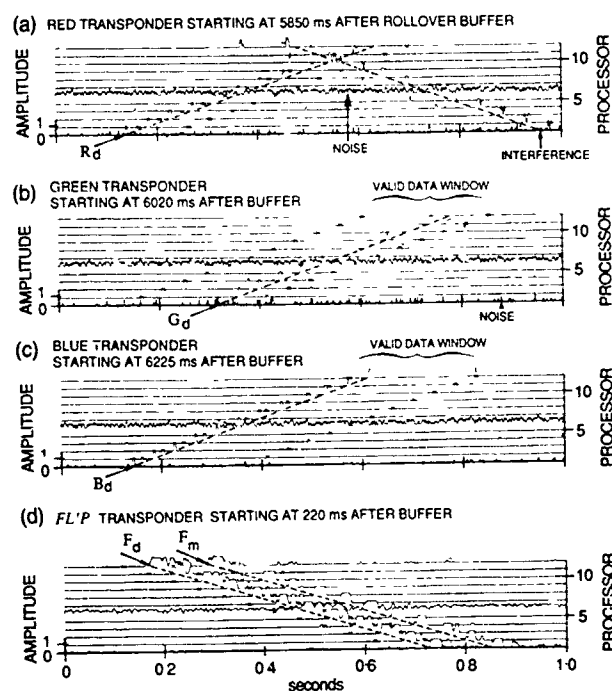 (a) RED TRANSPONDER STARTING AT 5850 ms AFTER ROLLOVER BUFFER
AMPLITUDE
1
0
10
5
PROCESSOR
Rd
NOISE
INTERFERENCE
(b) GREEN TRANSPONDER
STARTING AT 6020 ms AFTER BUFFER
VALID DATA WINDOW
AMPLITUDE
1
0
10
5
PROCESSOR
Gd
NOISE
(c) BLUE TRANSPONDER
STARTING AT 6225 ms AFTER BUFFER
VALID DATA WINDOW
AMPLITUDE
1
0
10
5
PROCESSOR
Bd
(d) FL'P TRANSPONDER STARTING AT 220 ms AFTER BUFFER
Fd
Fm
AMPLITUDE
1
0
10
5
PROCESSOR
0 0·2 0·4 0·6 0·8 1·0
seconds